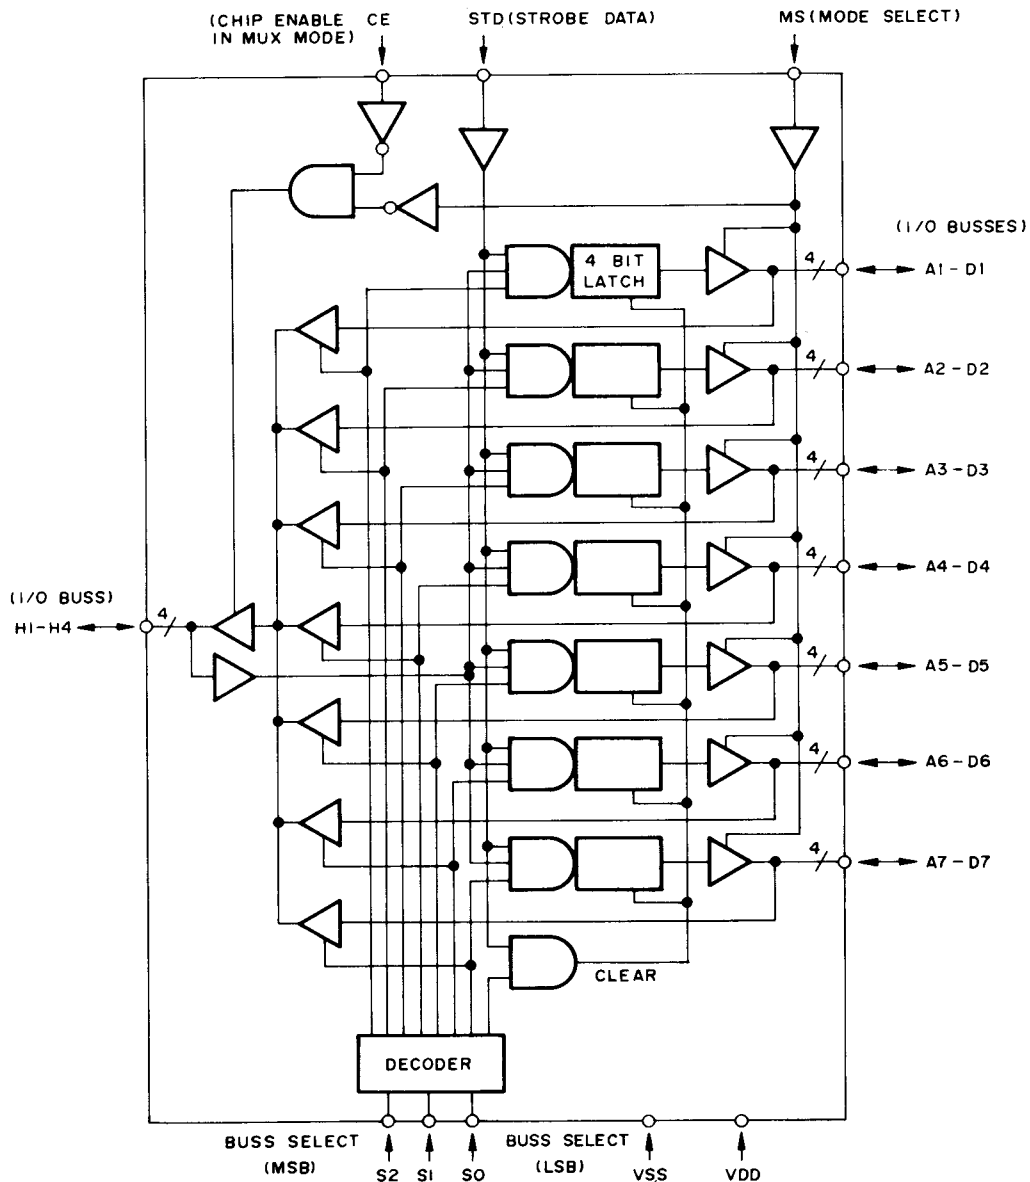 (CHIP ENABLE CE
IN MUX MODE)
STD (STROBE DATA)
MS (MODE SELECT)
(I/O BUSSES)
4 BIT
LATCH
4
A1-D1
4
A2-D2
4
A3-D3
4
A4-D4
(I/O BUSS)
H1-H4
4
4
A5-D5
4
A6-D6
4
A7-D7
CLEAR
DECODER
BUSS SELECT
(MSB)
S2
S1
S0
BUSS SELECT
(LSB)
VSS
VDD